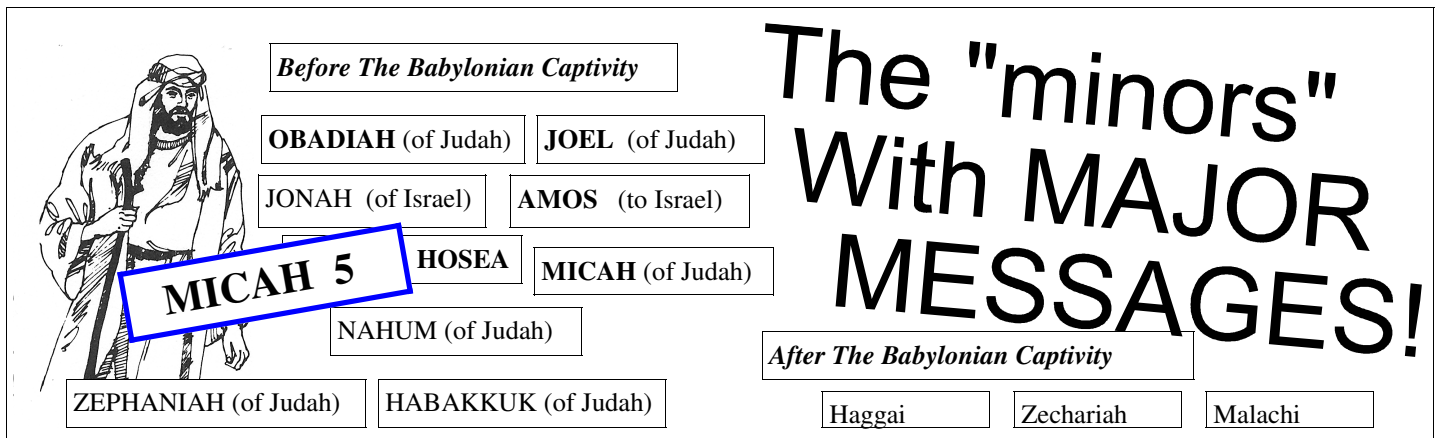 Before The Babylonian Captivity
The "minors"
With MAJOR
MESSAGES!
OBADIAH (of Judah)
JOEL (of Judah)
JONAH (of Israel)
AMOS (to Israel)
HOSEA
MICAH (of Judah)
MICAH 5
NAHUM (of Judah)
After The Babylonian Captivity
ZEPHANIAH (of Judah)
HABAKKUK (of Judah)
Haggai
Zechariah
Malachi